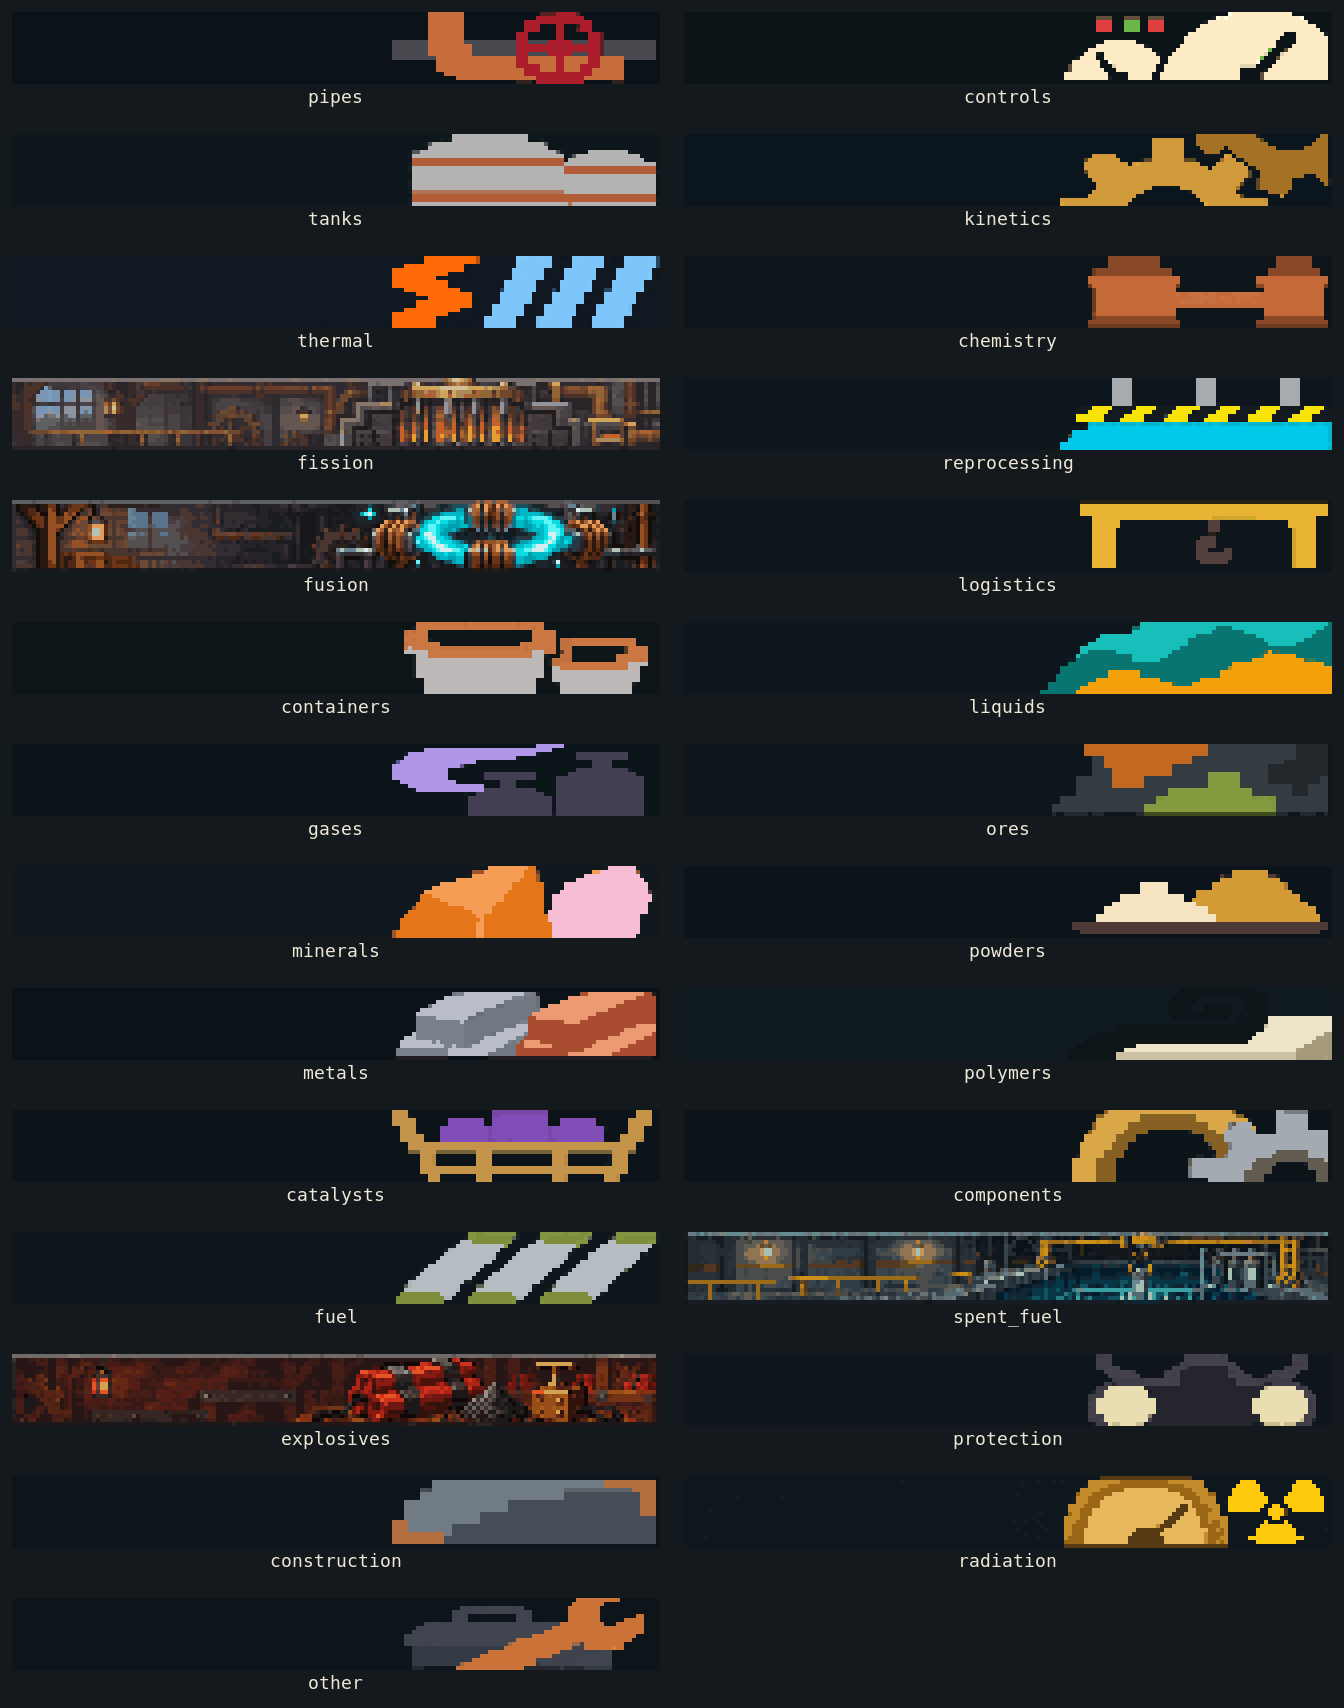 pipes
controls
tanks
kinetics
thermal
chemistry
fission
reprocessing
fusion
logistics
containers
liquids
gases
ores
minerals
powders
metals
polymers
catalysts
components
fuel
spent_fuel
explosives
protection
construction
radiation
other